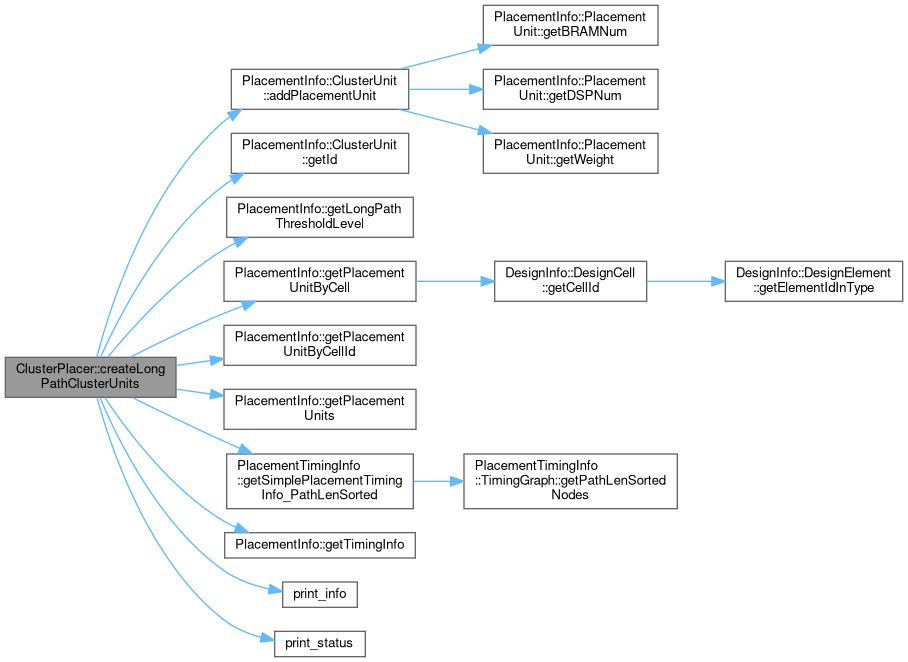 PlacementInfo::Placement
Unit::getBRAMNum
PlacementInfo::ClusterUnit
::addPlacementUnit
PlacementInfo::Placement
Unit::getDSPNum
PlacementInfo::ClusterUnit
::getId
PlacementInfo::Placement
Unit::getWeight
PlacementInfo::getLongPath
ThresholdLevel
PlacementInfo::getPlacement
UnitByCell
DesignInfo::DesignCell
::getCellId
DesignInfo::DesignElement
::getElementIdInType
PlacementInfo::getPlacement
UnitByCellId
ClusterPlacer::createLong
PathClusterUnits
PlacementInfo::getPlacement
Units
PlacementTimingInfo
::getSimplePlacementTiming
Info_PathLenSorted
PlacementTimingInfo
::TimingGraph::getPathLenSorted
Nodes
PlacementInfo::getTimingInfo
print_info
print_status